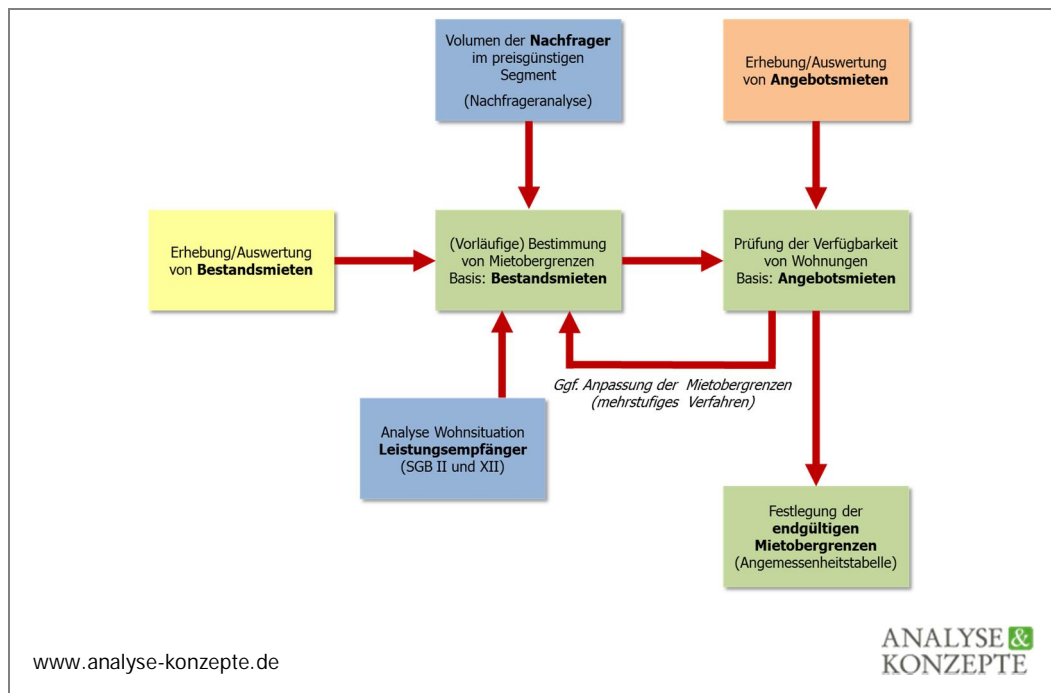 Volumen der Nachfrager
im preisgünstigen
Segment
(Nachfrageanalyse)
Erhebung/Auswertung
von Angebotsmieten
Erhebung/Auswertung
von Bestandsmieten
(Vorläufige) Bestimmung
von Mietobergrenzen
Basis: Bestandsmieten
Prüfung der Verfügbarkeit
von Wohnungen
Basis: Angebotsmieten
Ggf. Anpassung der Mietobergrenzen
(mehrstufiges Verfahren)
Analyse Wohnsituation
Leistungsempfänger
(SGB II und XII)
Festlegung der
endgültigen
Mietobergrenzen
(Angemessenheitstabelle)
www.analyse-konzepte.de
ANALYSE &
KONZEPTE